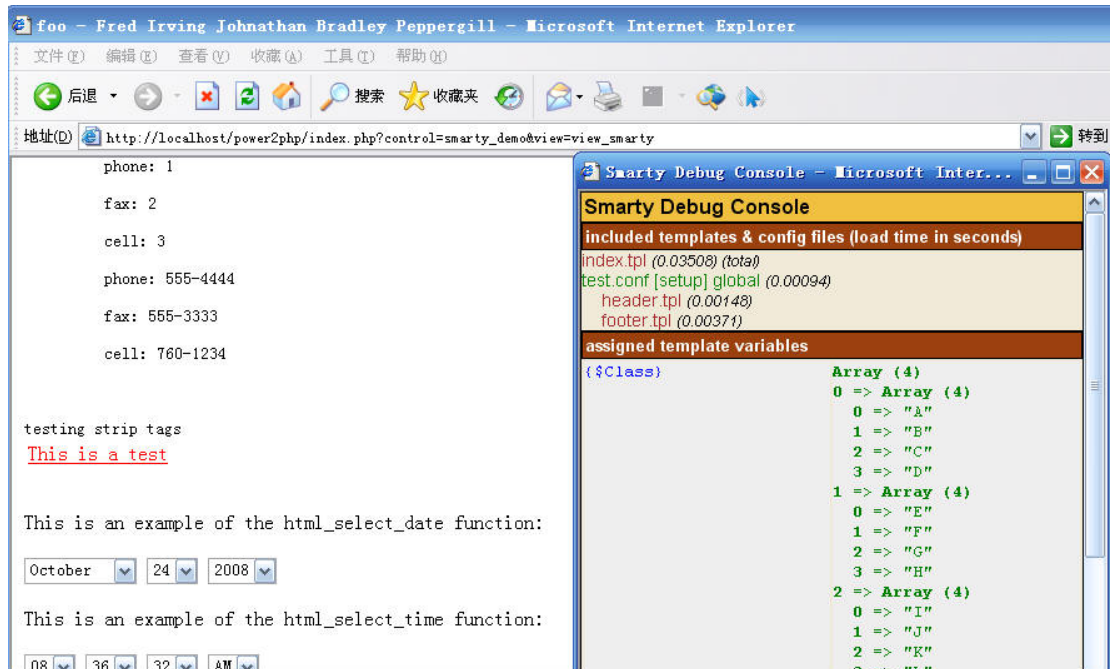 foo - Fred Irving Johnathan Bradley Peppergill - Microsoft Internet Explorer
文件(F) 编辑(E) 查看(V) 收藏(A) 工具(T) 帮助(H)
后退 搜索 收藏夹
地址(D) http://localhost/power2php/index.php?control=smarty_demo&view=view_smarty 转到
phone: 1
fax: 2
cell: 3
phone: 555-4444
fax: 555-3333
cell: 760-1234
testing strip tags
This is a test
This is an example of the html_select_date function:
October 24 2008
This is an example of the html_select_time function:
08 36 32 AM
Smarty Debug Console - Microsoft Inter...
Smarty Debug Console
included templates & config files (load time in seconds)
index.tpl (0.03508) (total)
test.conf [setup] global (0.00094)
header.tpl (0.00148)
footer.tpl (0.00371)
assigned template variables
{$Class} Array (4)
0 => Array (4)
0 => "A"
1 => "B"
2 => "C"
3 => "D"
1 => Array (4)
0 => "E"
1 => "F"
2 => "G"
3 => "H"
2 => Array (4)
0 => "I"
1 => "J"
2 => "K"